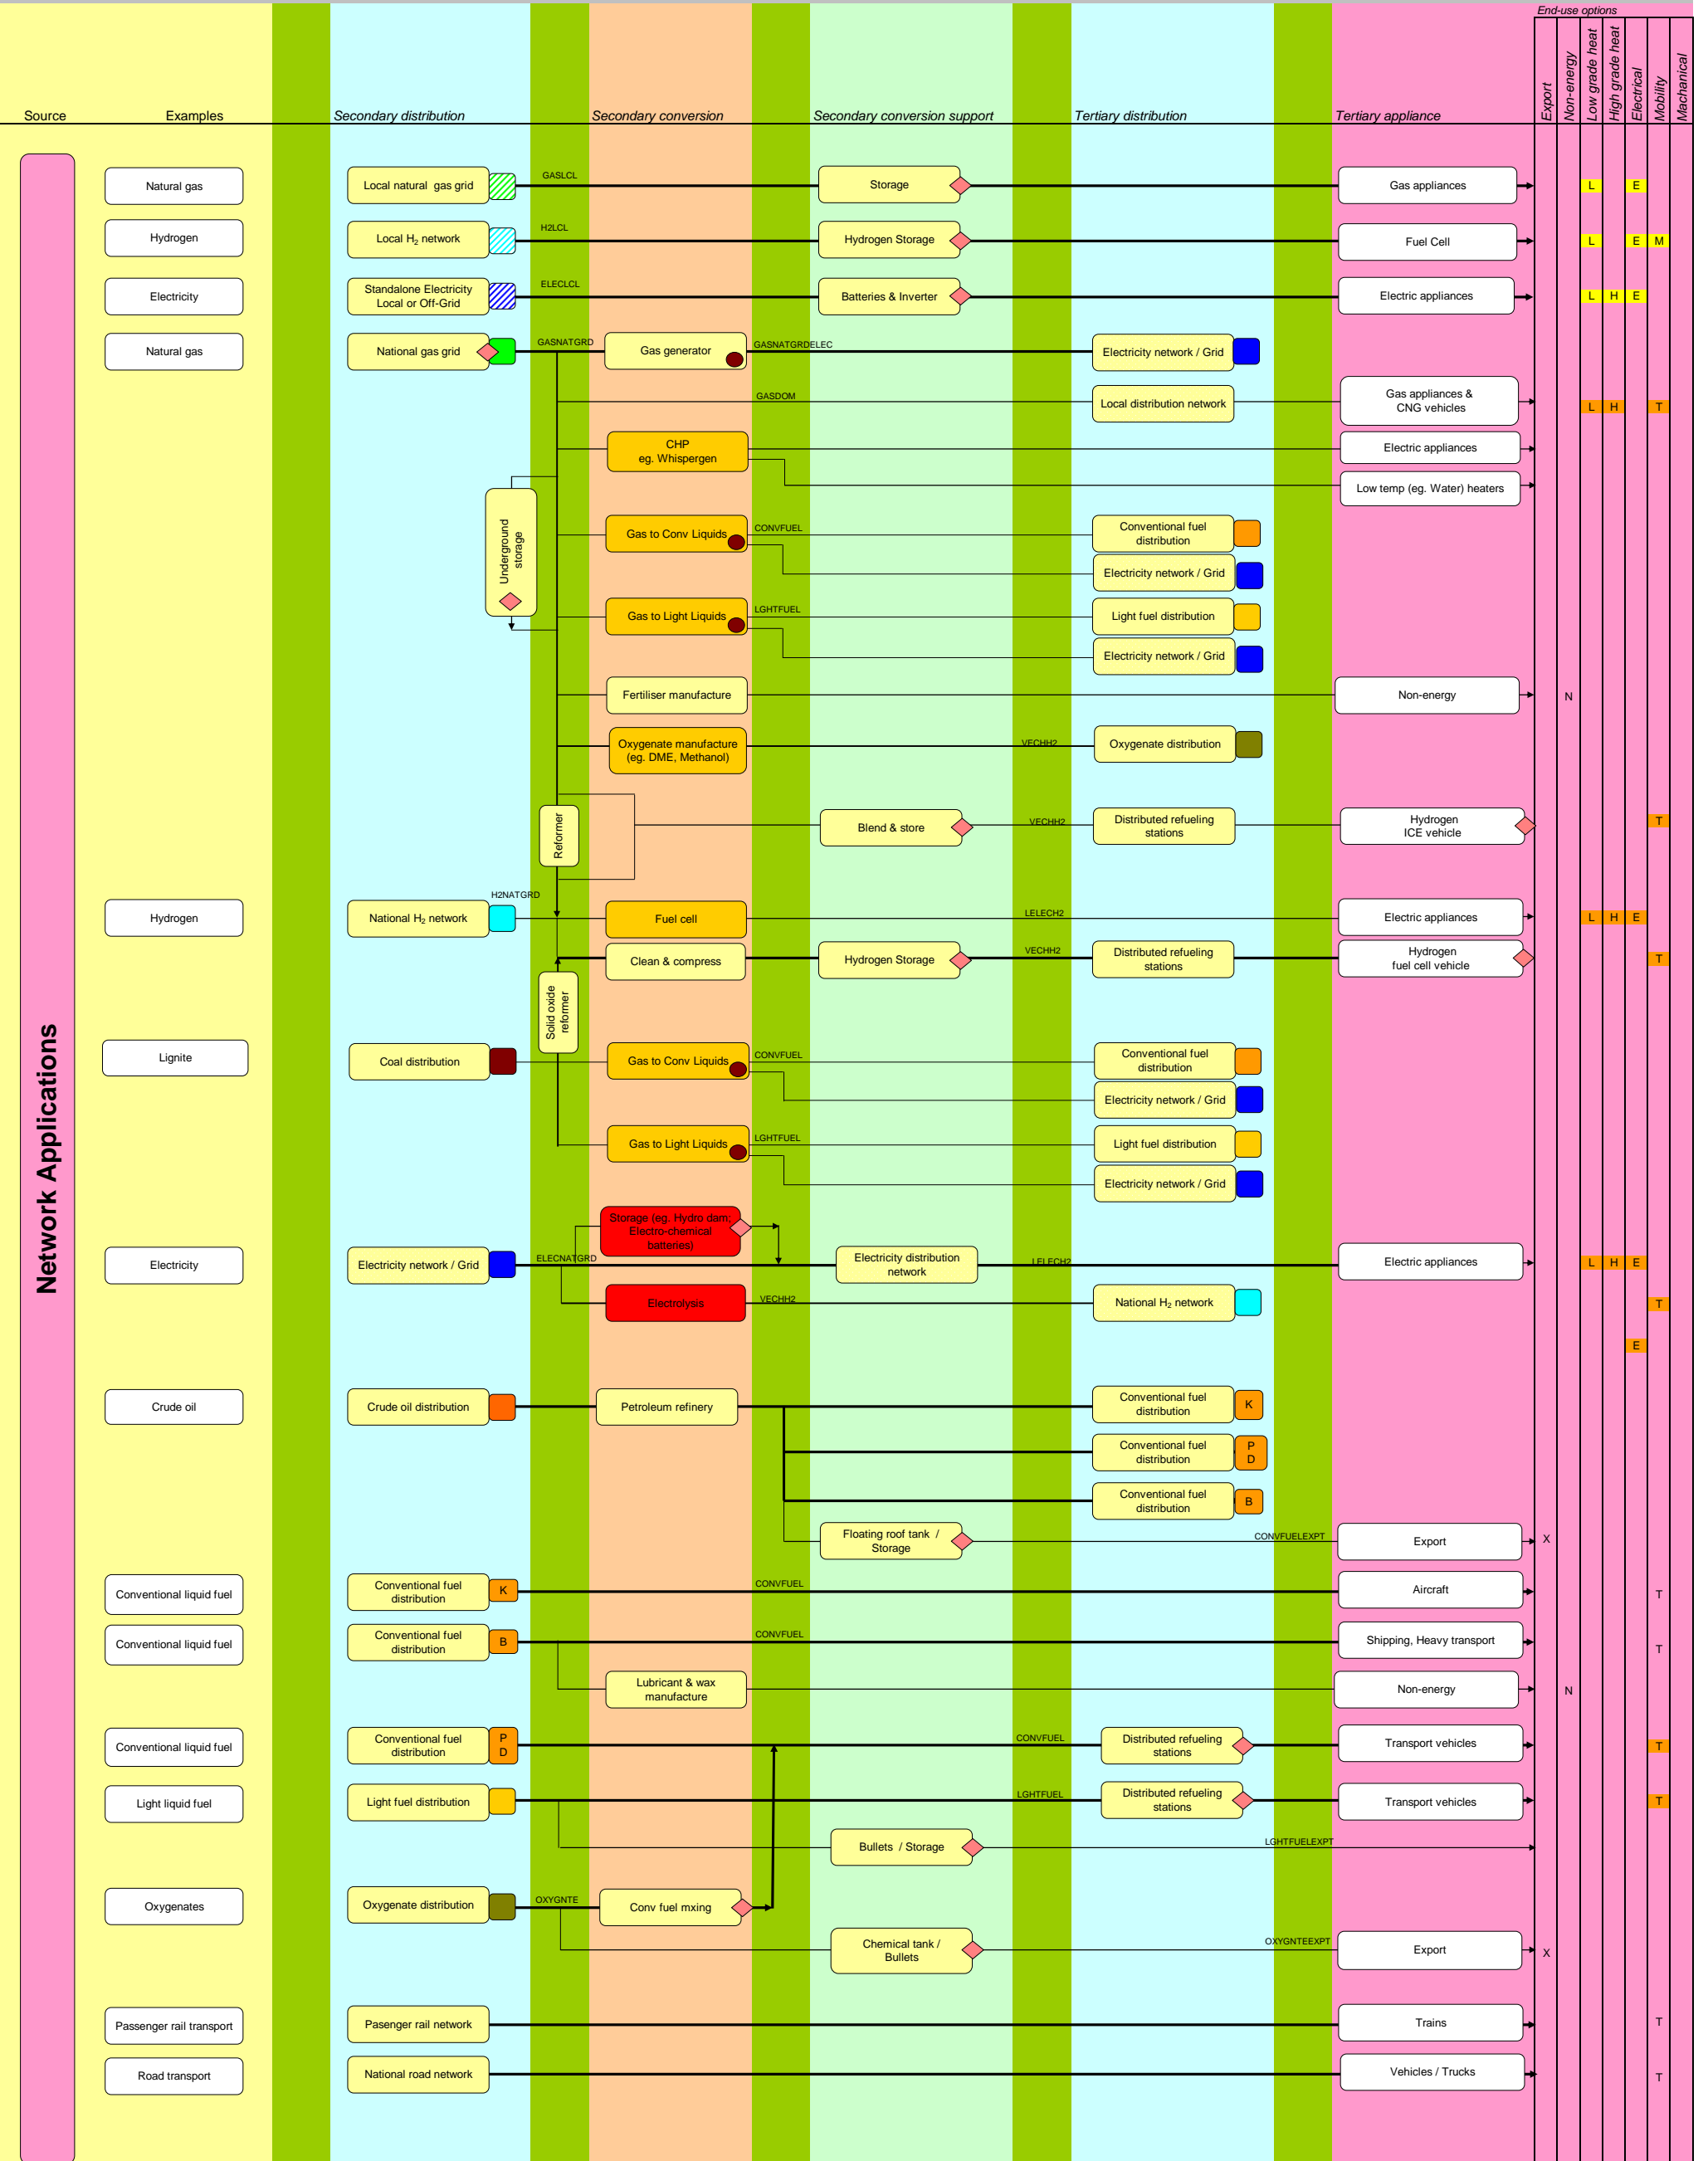 End-use options
Source
Examples
Secondary distribution
Secondary conversion
Secondary conversion support
Tertiary distribution
Tertiary appliance
Export
Non-energy
Low grade heat
High grade heat
Electrical
Mobility
Machanical
Network Applications
Natural gas
Local natural gas grid
GASLCL
Storage
Gas appliances
L
E
Hydrogen
Local H2 network
H2LCL
Hydrogen Storage
Fuel Cell
L
E
M
Electricity
Standalone Electricity
Local or Off-Grid
ELECLCL
Batteries & Inverter
Electric appliances
L
H
E
Natural gas
National gas grid
GASNATGRD
Gas generator
GASNATGRDELEC
Electricity network / Grid
GASDOM
Local distribution network
Gas appliances &
CNG vehicles
L
H
T
CHP
eg. Whispergen
Electric appliances
Low temp (eg. Water) heaters
Underground
storage
Gas to Conv Liquids
CONVFUEL
Conventional fuel
distribution
Electricity network / Grid
Gas to Light Liquids
LGHTFUEL
Light fuel distribution
Electricity network / Grid
Fertiliser manufacture
Non-energy
N
Oxygenate manufacture
(eg. DME, Methanol)
VECHH2
Oxygenate distribution
Reformer
Blend & store
VECHH2
Distributed refueling
stations
Hydrogen
ICE vehicle
T
H2NATGRD
Hydrogen
National H2 network
Fuel cell
LELECH2
Electric appliances
L
H
E
Clean & compress
Hydrogen Storage
VECHH2
Distributed refueling
stations
Hydrogen
fuel cell vehicle
T
Solid oxide
reformer
Lignite
Coal distribution
Gas to Conv Liquids
CONVFUEL
Conventional fuel
distribution
Electricity network / Grid
Gas to Light Liquids
LGHTFUEL
Light fuel distribution
Electricity network / Grid
Storage (eg. Hydro dam;
Electro-chemical
batteries)
Electricity
Electricity network / Grid
ELECNATGRD
Electricity distribution
network
LELECH2
Electric appliances
L
H
E
Electrolysis
VECHH2
National H2 network
T
E
Crude oil
Crude oil distribution
Petroleum refinery
Conventional fuel
distribution
K
Conventional fuel
distribution
P
D
Conventional fuel
distribution
B
Floating roof tank /
Storage
CONVFUELEXPT
Export
X
Conventional liquid fuel
Conventional fuel
distribution
K
CONVFUEL
Aircraft
T
Conventional liquid fuel
Conventional fuel
distribution
B
CONVFUEL
Shipping, Heavy transport
T
Lubricant & wax
manufacture
Non-energy
N
Conventional liquid fuel
Conventional fuel
distribution
P
D
CONVFUEL
Distributed refueling
stations
Transport vehicles
T
Light liquid fuel
Light fuel distribution
LGHTFUEL
Distributed refueling
stations
Transport vehicles
T
Bullets / Storage
LGHTFUELEXPT
Oxygenates
Oxygenate distribution
OXYGNTE
Conv fuel mxing
Chemical tank /
Bullets
OXYGNTEEXPT
Export
X
Passenger rail transport
Pasenger rail network
Trains
T
Road transport
National road network
Vehicles / Trucks
T